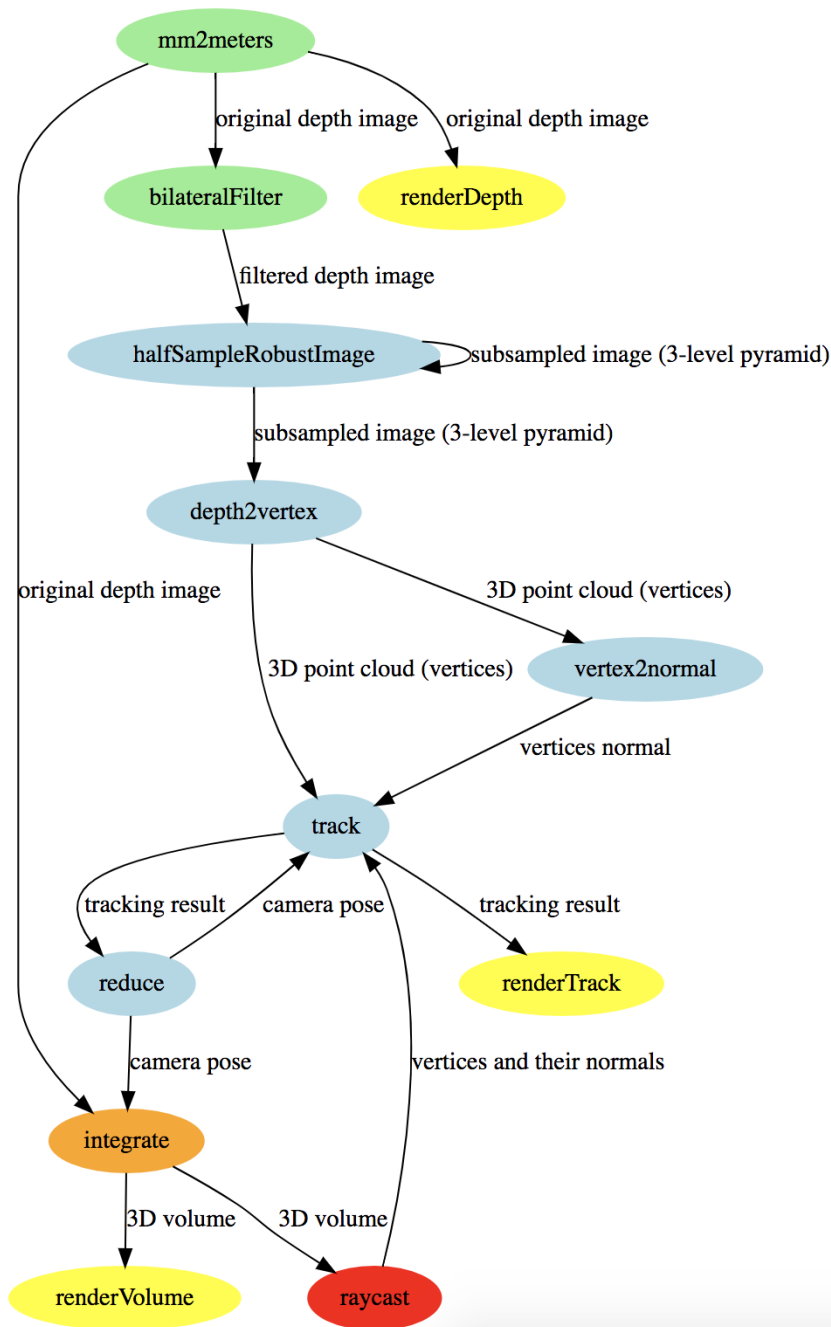 mm2meters
original depth image
original depth image
bilateralFilter
renderDepth
filtered depth image
halfSampleRobustImage
subsampled image (3-level pyramid)
subsampled image (3-level pyramid)
depth2vertex
original depth image
3D point cloud (vertices)
3D point cloud (vertices)
vertex2normal
vertices normal
track
tracking result
camera pose
tracking result
reduce
renderTrack
camera pose
vertices and their normals
integrate
3D volume
3D volume
renderVolume
raycast